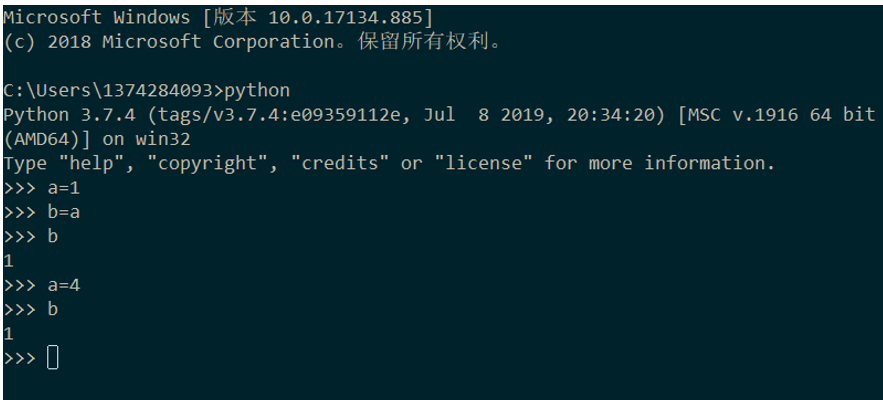 Microsoft Windows [版本 10.0.17134.885]
(c) 2018 Microsoft Corporation。保留所有权利。
C:\Users\1374284093>python
Python 3.7.4 (tags/v3.7.4:e09359112e, Jul  8 2019, 20:34:20) [MSC v.1916 64 bit
(AMD64)] on win32
Type "help", "copyright", "credits" or "license" for more information.
>>> a=1
>>> b=a
>>> b
1
>>> a=4
>>> b
1
>>>